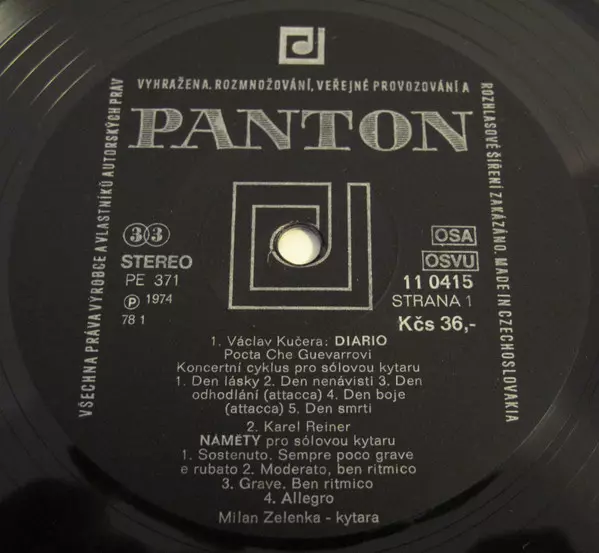 VYHRAŽENA. ROZMNOŽOVÁNÍ, VEŘEJNÉ PROVOZOVÁNÍ A
ROZHLASOVÉ ŠÍŘENÍ ZAKÁZÁNO. MADE IN CZECHOSLOVAKIA
VŠECHNA PRÁVA VÝROBCE A VLASTNÍKŮ AUTORSKÝCH PRÁV
PANTON
33
STEREO
PE 371
Ⓟ 1974
78 1
OSA
OSVU
11 0415
STRANA 1
Kčs 36,-
1. Václav Kučera: DIARIO
Pocta Che Guevarrovi
Koncertní cyklus pro sólovou kytaru
1. Den lásky 2. Den nenávisti 3. Den
odhodlání (attacca) 4. Den boje
(attacca) 5. Den smrti
2. Karel Reiner
NÁMĚTY pro sólovou kytaru
1. Sostenuto. Sempre poco grave
e rubato 2. Moderato, ben ritmico
3. Grave. Ben ritmico
4. Allegro
Milan Zelenka - kytara